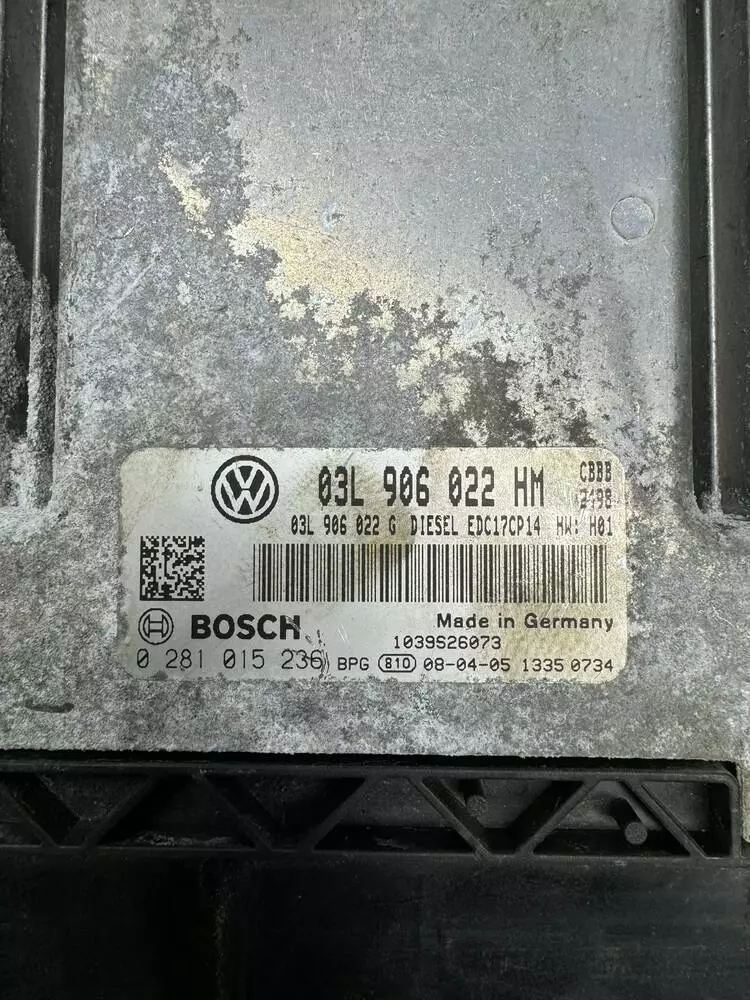 03L 906 022 HM
CBBB
2498
03L 906 022 G DIESEL EDC17CP14 HW: H01
BOSCH
Made in Germany
1039S26073
0 281 015 236 BPG 810 08-04-05 1335 0734